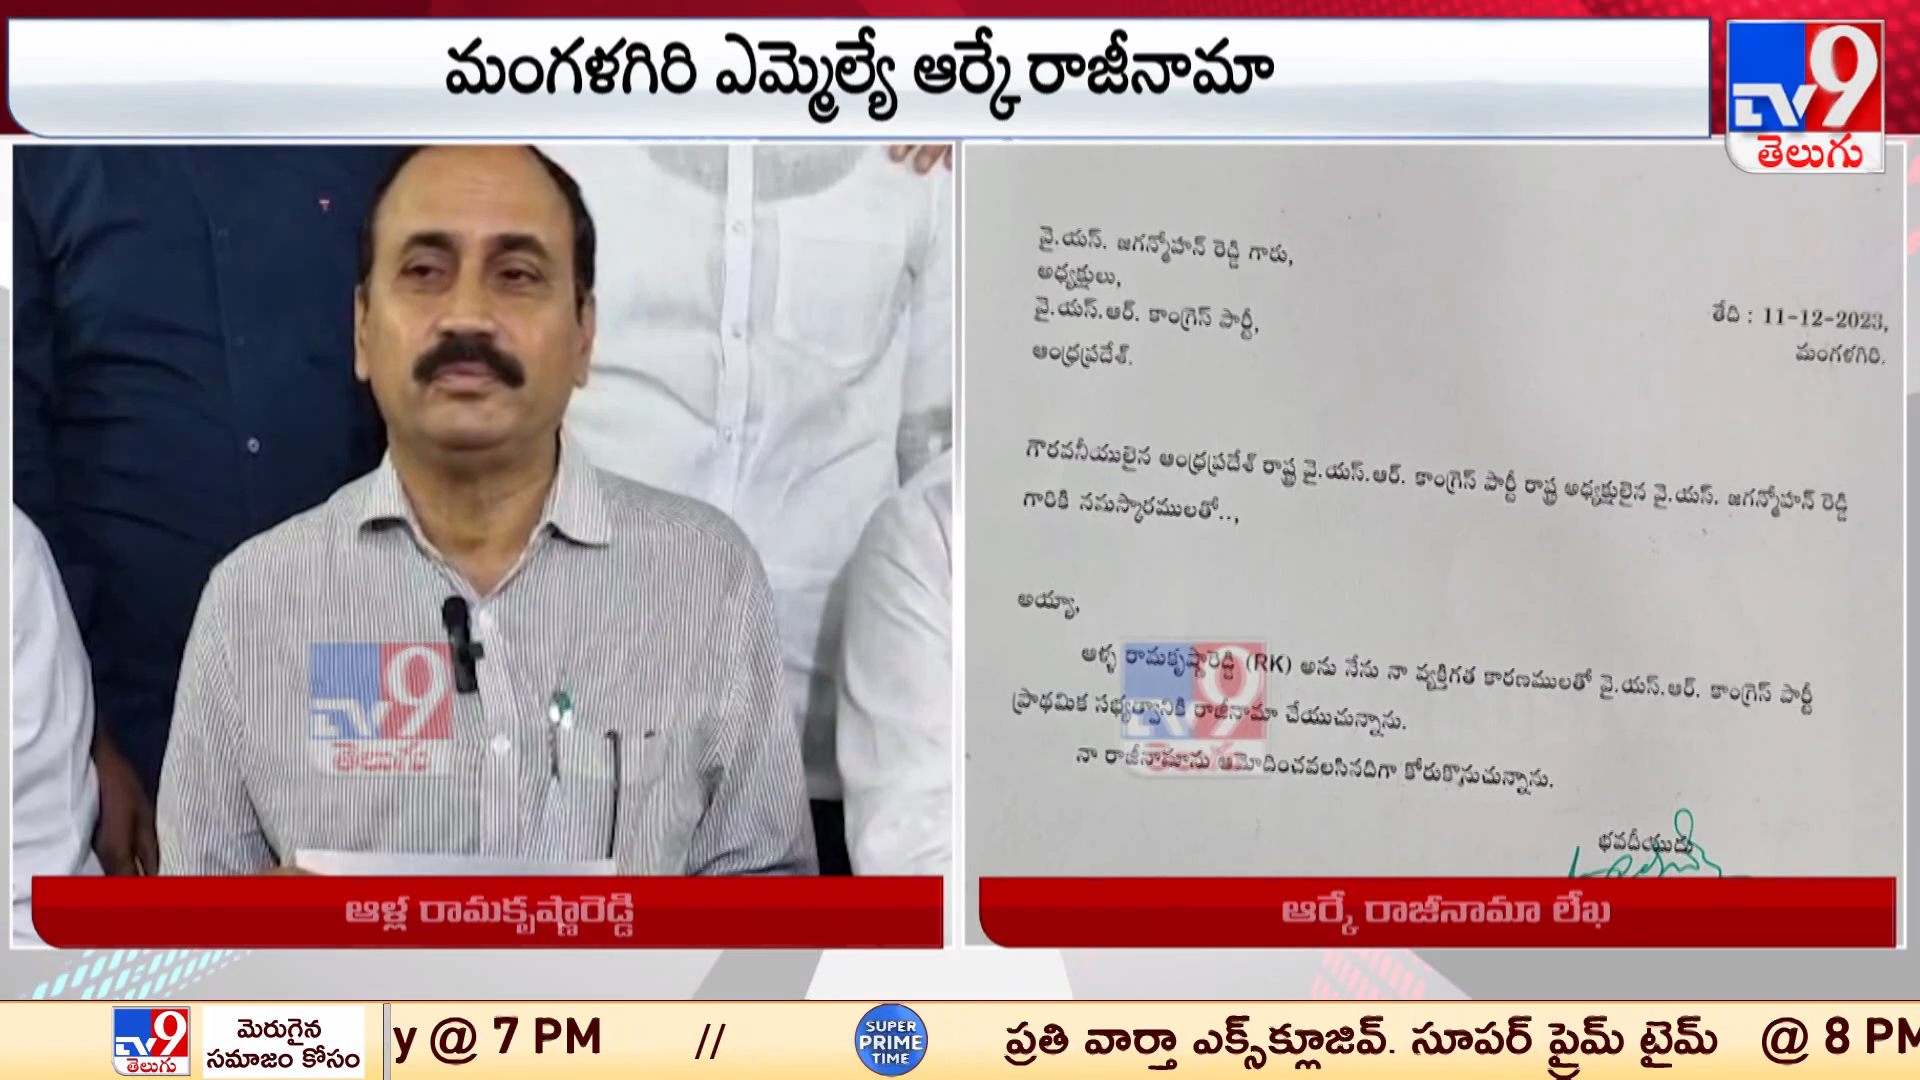 మంగళగిరి ఎమ్మెల్యే ఆర్కే రాజీనామా
TV9
తెలుగు
వై.యస్. జగన్మోహన్ రెడ్డి గారు,
అధ్యక్షులు,
వై.యస్.ఆర్. కాంగ్రెస్ పార్టీ,
ఆంధ్రప్రదేశ్.
తేది : 11-12-2023,
మంగళగిరి.
గౌరవనీయులైన ఆంధ్రప్రదేశ్ రాష్ట్ర వై.యస్.ఆర్. కాంగ్రెస్ పార్టీ రాష్ట్ర అధ్యక్షులైన వై.యస్. జగన్మోహన్ రెడ్డి
గారికి నమస్కారములతో..,
అయ్యా,
ఆళ్ళ రామకృష్ణారెడ్డి (RK) అను నేను నా వ్యక్తిగత కారణములతో వై.యస్.ఆర్. కాంగ్రెస్ పార్టీ
ప్రాథమిక సభ్యత్వానికి రాజీనామా చేయుచున్నాను.
నా రాజీనామాను ఆమోదించవలసినదిగా కోరుకొనుచున్నాను.
భవదీయుడు
TV9
తెలుగు
TV9
తెలుగు
ఆళ్ల రామకృష్ణారెడ్డి
ఆర్కే రాజీనామా లేఖ
TV9
తెలుగు
మెరుగైన
సమాజం కోసం
y @ 7 PM // SUPER PRIME TIME ప్రతి వార్తా ఎక్స్‌క్లూజివ్. సూపర్ ప్రైమ్ టైమ్ @ 8 PM